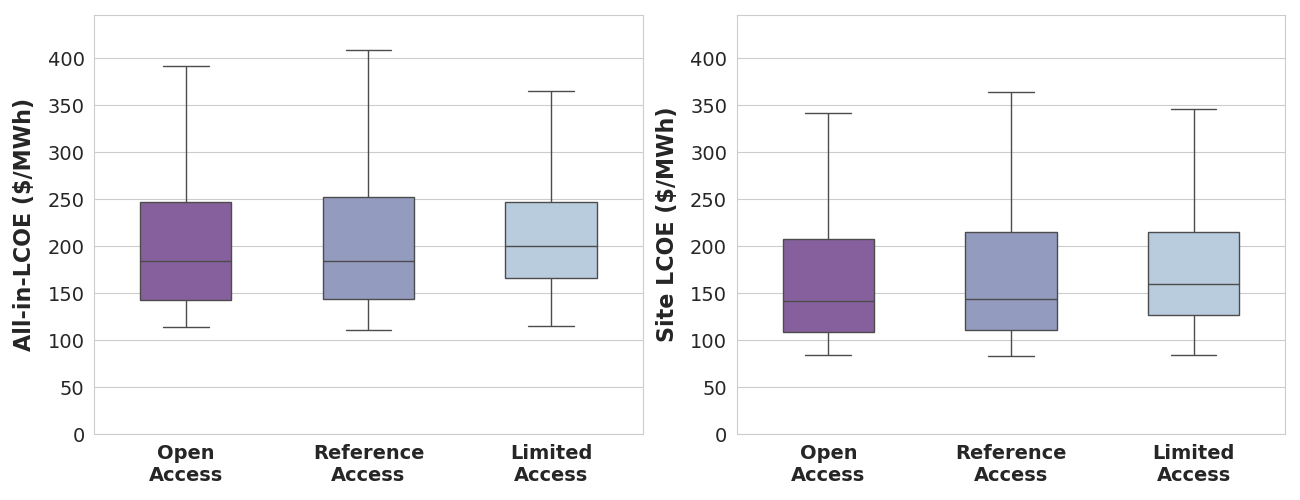 All-in-LCOE ($/MWh)
400
350
300
250
200
150
100
50
0
Open
Access
Reference
Access
Limited
Access
Site LCOE ($/MWh)
400
350
300
250
200
150
100
50
0
Open
Access
Reference
Access
Limited
Access